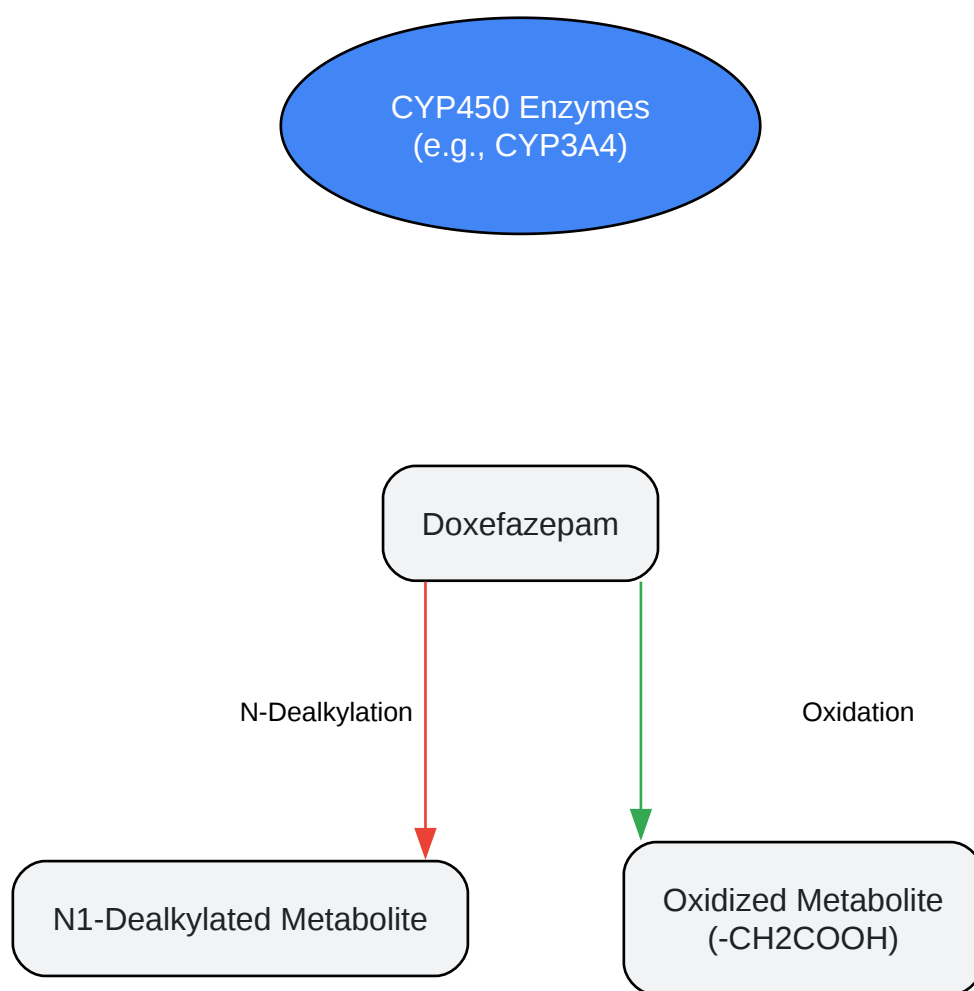 CYP450 Enzymes
(e.g., CYP3A4)
Doxefazepam
N-Dealkylation
Oxidation
N1-Dealkylated Metabolite
Oxidized Metabolite
(-CH2COOH)